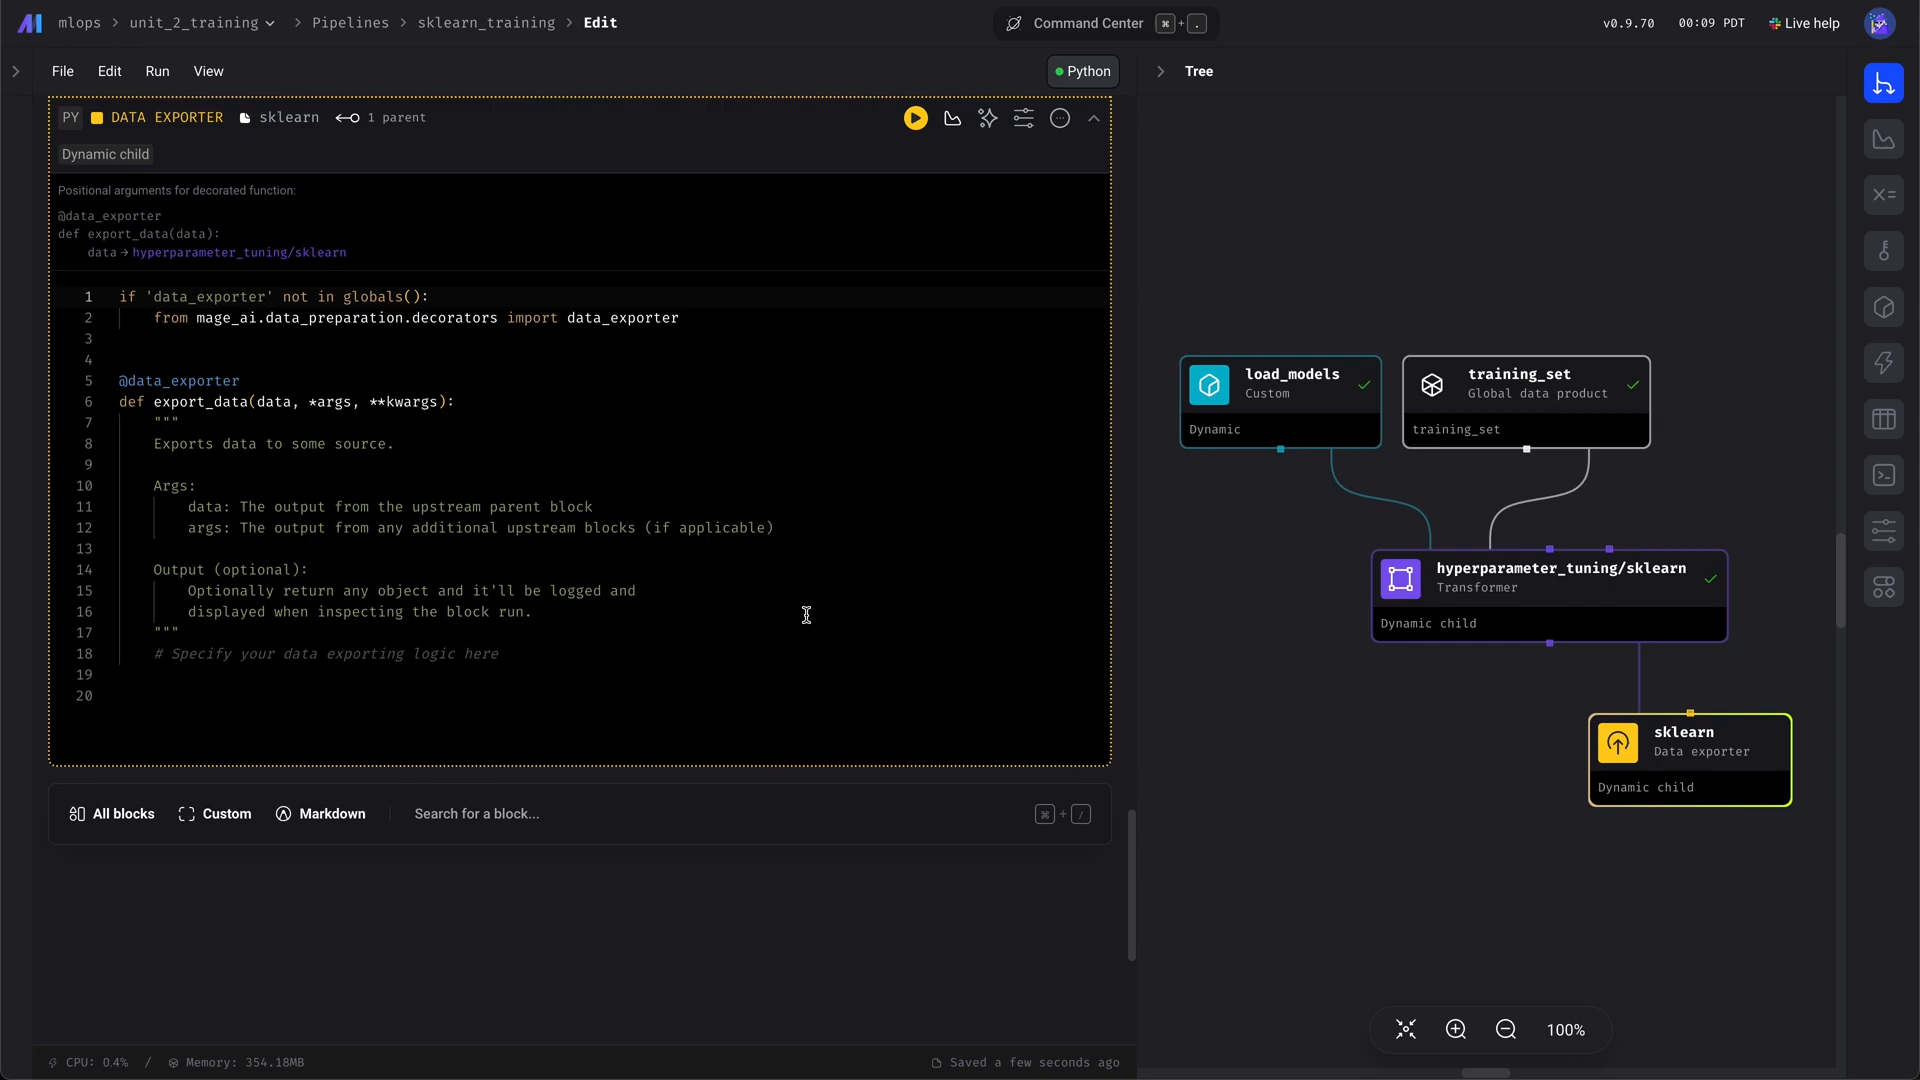 mlops > unit_2_training > Pipelines > sklearn_training > Edit
Command Center ⌘ + .
v0.9.70
00:09 PDT
Live help
File
Edit
Run
View
Python
Tree
PY DATA EXPORTER sklearn 1 parent
Dynamic child
Positional arguments for decorated function:
@data_exporter
def export_data(data):
data → hyperparameter_tuning/sklearn
1 if 'data_exporter' not in globals():
2 from mage_ai.data_preparation.decorators import data_exporter
3
4
5 @data_exporter
6 def export_data(data, *args, **kwargs):
7 """
8 Exports data to some source.
9
10 Args:
11 data: The output from the upstream parent block
12 args: The output from any additional upstream blocks (if applicable)
13
14 Output (optional):
15 Optionally return any object and it'll be logged and
16 displayed when inspecting the block run.
17 """
18 # Specify your data exporting logic here
19
20
All blocks
Custom
Markdown
Search for a block...
⌘ + /
CPU: 0.4% / Memory: 354.18MB
Saved a few seconds ago
load_models
Custom
Dynamic
training_set
Global data product
training_set
hyperparameter_tuning/sklearn
Transformer
Dynamic child
sklearn
Data exporter
Dynamic child
100%